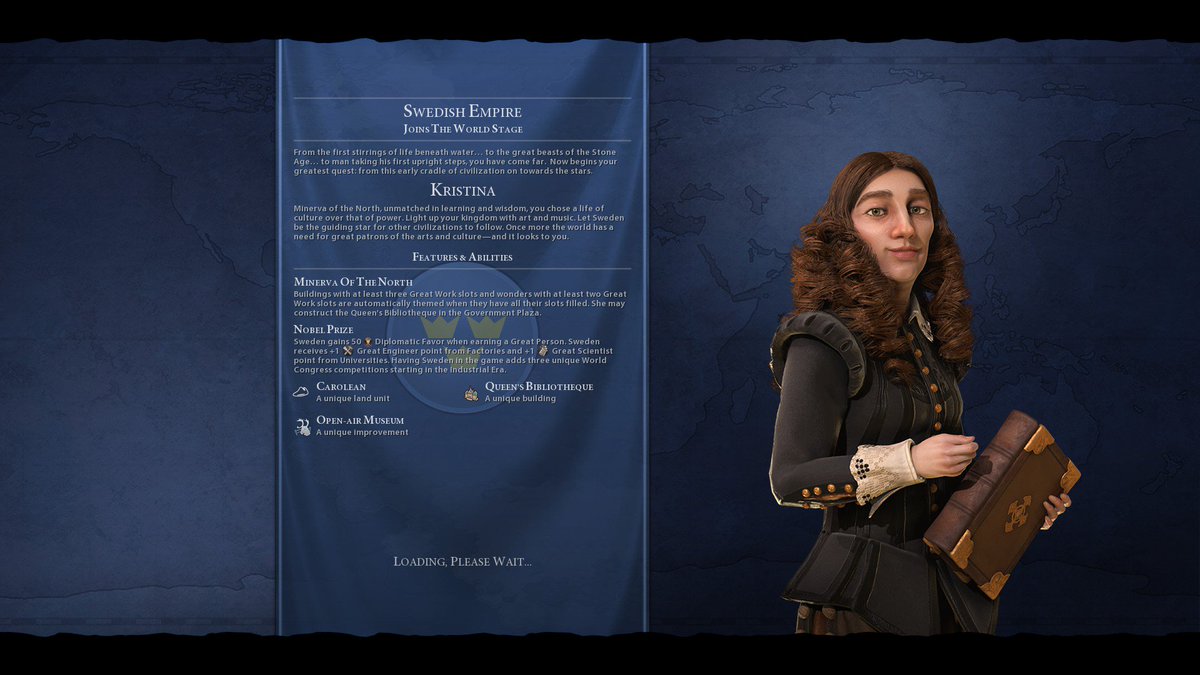 Swedish Empire
Joins The World Stage
From the first stirrings of life beneath water... to the great beasts of the Stone
Age... to man taking his first upright steps, you have come far. Now begins your
greatest quest: from this early cradle of civilization on towards the stars.
Kristina
Minerva of the North, unmatched in learning and wisdom, you chose a life of
culture over that of power. Light up your kingdom with art and music. Let Sweden
be the guiding star for other civilizations to follow. Once more the world has a
need for great patrons of the arts and culture—and it looks to you.
Features & Abilities
Minerva Of The North
Buildings with at least three Great Work slots and wonders with at least two Great
Work slots are automatically themed when they have all their slots filled. She may
construct the Queen's Bibliotheque in the Government Plaza.
Nobel Prize
Sweden gains 50 Diplomatic Favor when earning a Great Person. Sweden
receives +1 Great Engineer point from Factories and +1 Great Scientist
point from Universities. Having Sweden in the game adds three unique World
Congress competitions starting in the Industrial Era.
Carolean
A unique land unit
Queen's Bibliotheque
A unique building
Open-air Museum
A unique improvement
Loading, Please Wait...